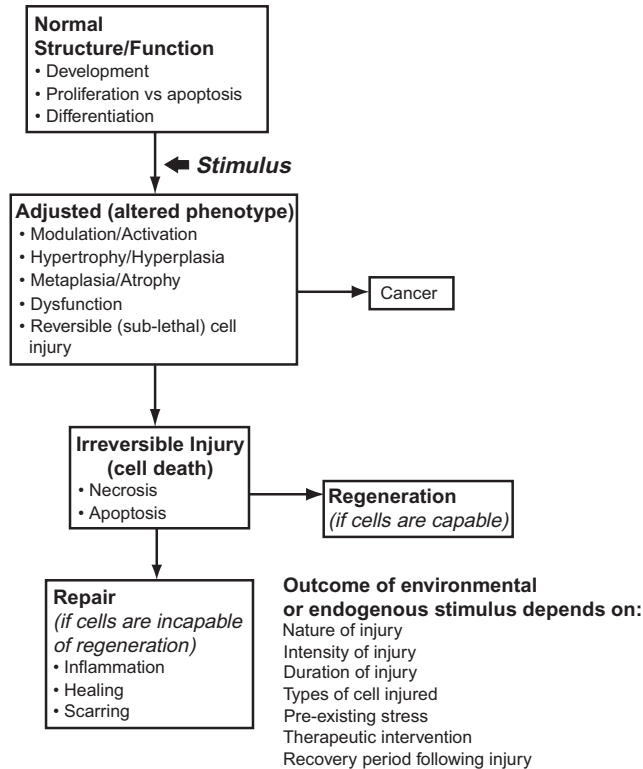 Normal
Structure/Function
• Development
• Proliferation vs apoptosis
• Differentiation
Stimulus
Adjusted (altered phenotype)
• Modulation/Activation
• Hypertrophy/Hyperplasia
• Metaplasia/Atrophy
• Dysfunction
• Reversible (sub-lethal) cell
injury
Cancer
Irreversible Injury
(cell death)
• Necrosis
• Apoptosis
Regeneration
(if cells are capable)
Repair
(if cells are incapable
of regeneration)
• Inflammation
• Healing
• Scarring
Outcome of environmental
or endogenous stimulus depends on:
Nature of injury
Intensity of injury
Duration of injury
Types of cell injured
Pre-existing stress
Therapeutic intervention
Recovery period following injury